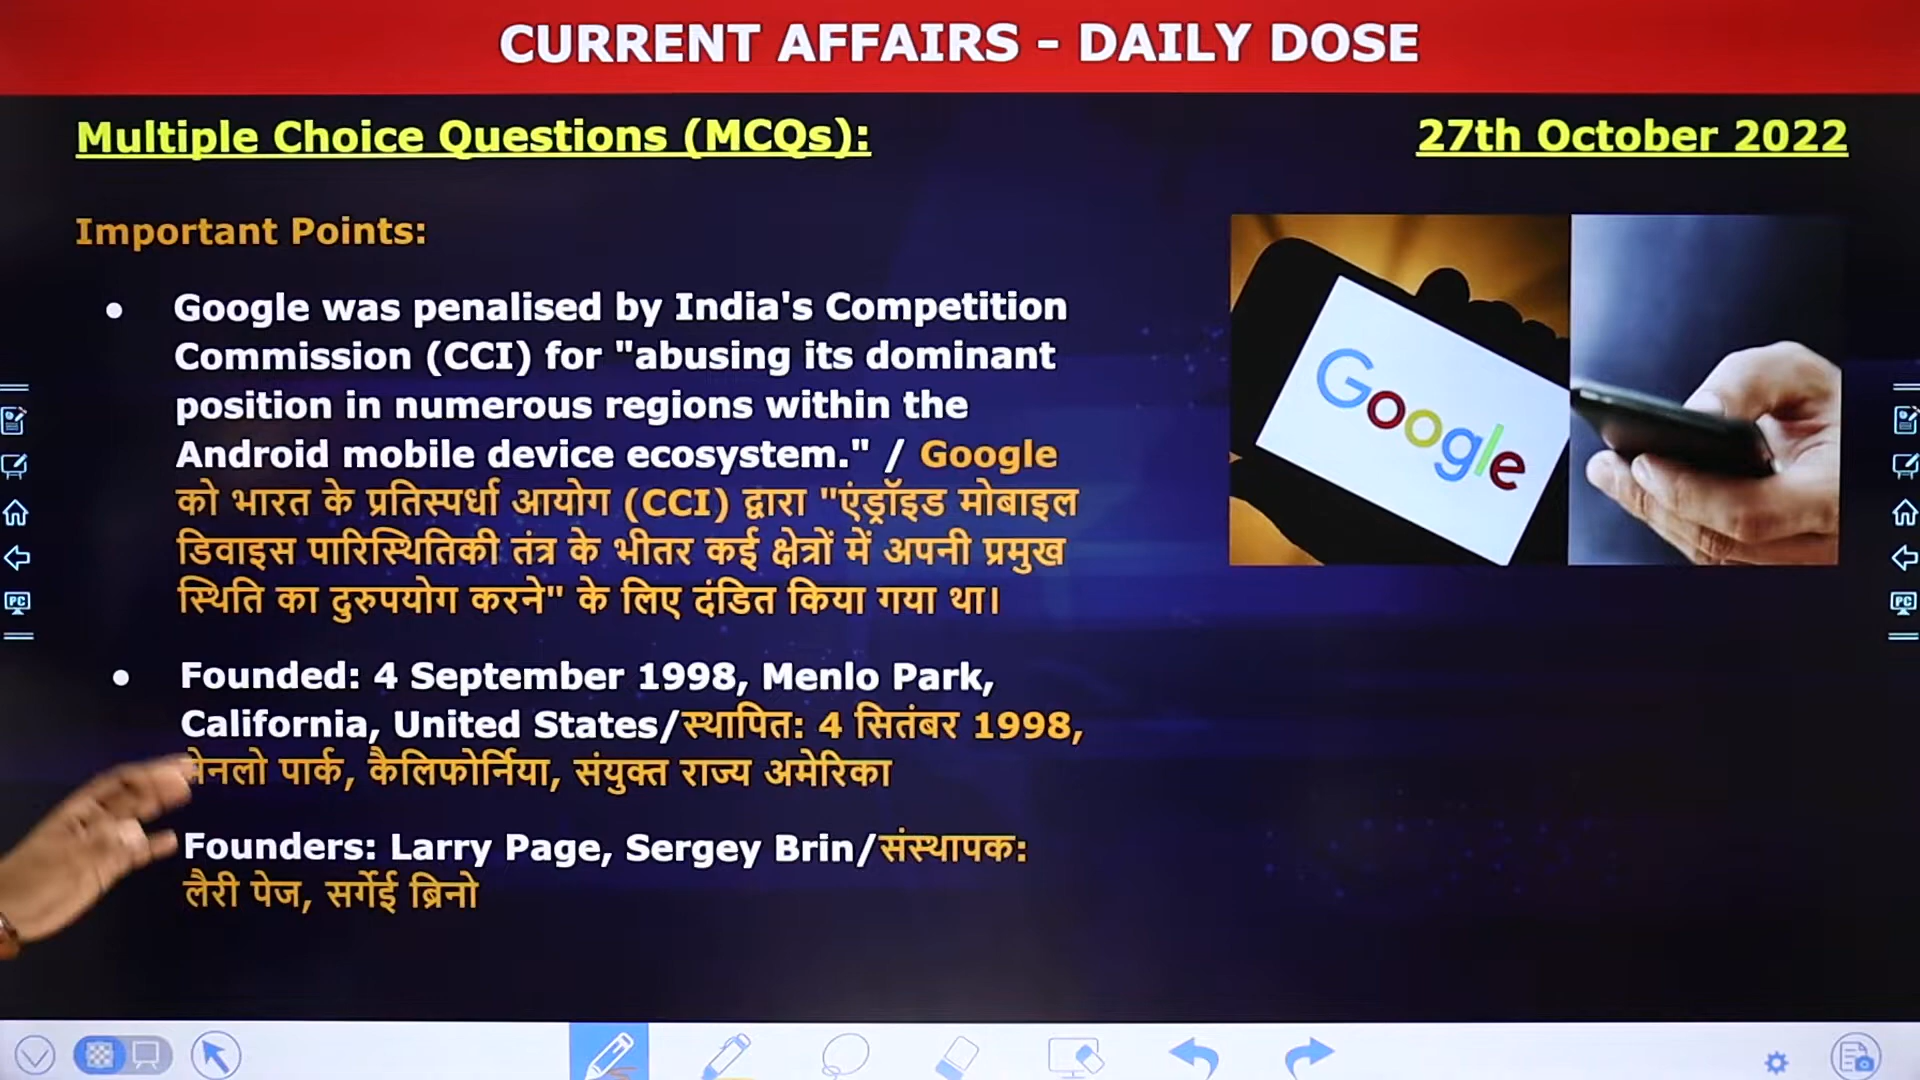 CURRENT AFFAIRS - DAILY DOSE
Multiple Choice Questions (MCQs):
27th October 2022
Important Points:
Google was penalised by India's Competition
Commission (CCI) for "abusing its dominant
position in numerous regions within the
Android mobile device ecosystem." / Google
को भारत के प्रतिस्पर्धा आयोग (CCI) द्वारा "एंड्रॉइड मोबाइल
डिवाइस पारिस्थितिकी तंत्र के भीतर कई क्षेत्रों में अपनी प्रमुख
स्थिति का दुरुपयोग करने" के लिए दंडित किया गया था।
Google
Founded: 4 September 1998, Menlo Park,
California, United States/स्थापित: 4 सितंबर 1998,
मेनलो पार्क, कैलिफोर्निया, संयुक्त राज्य अमेरिका
Founders: Larry Page, Sergey Brin/संस्थापक:
लैरी पेज, सर्गेई ब्रिनो
PC
PC